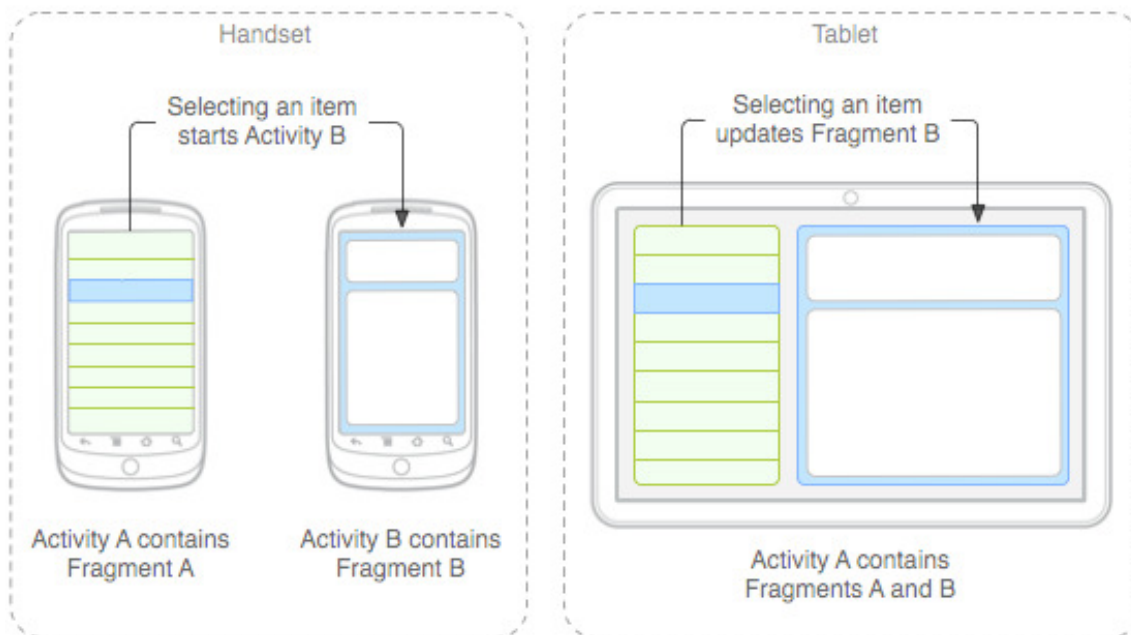 Handset
Selecting an item
starts Activity B
Activity A contains
Fragment A
Activity B contains
Fragment B
Tablet
Selecting an item
updates Fragment B
Activity A contains
Fragments A and B